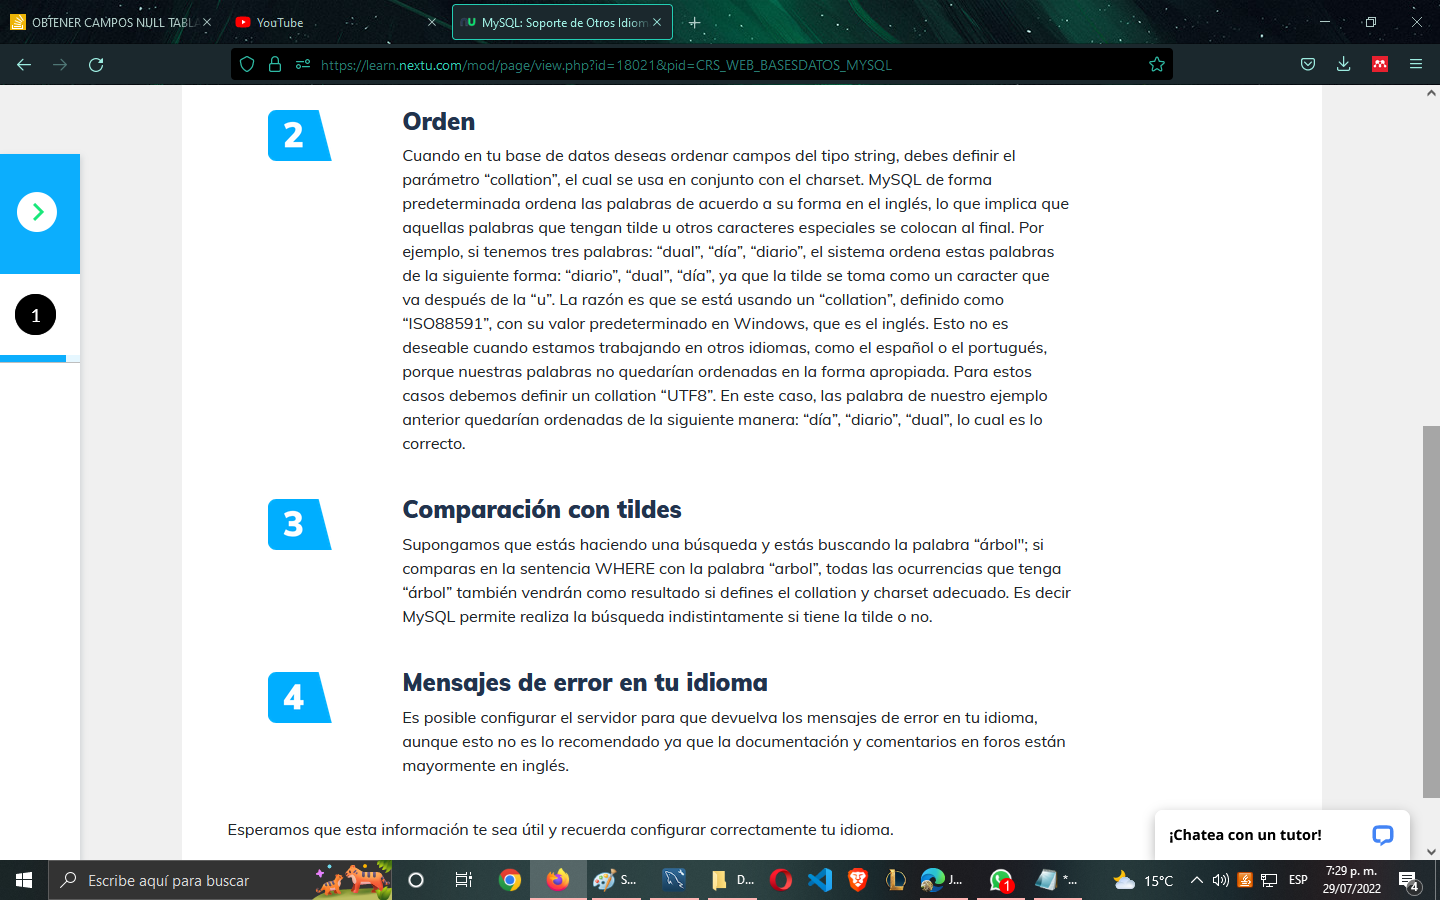 OBTENER CAMPOS NULL TABLA
YouTube
MySQL: Soporte de Otros Idiom
https://learn.nextu.com/mod/page/view.php?id=18021&pid=CRS_WEB_BASESDATOS_MYSQL
1
2
Orden
Cuando en tu base de datos deseas ordenar campos del tipo string, debes definir el
parámetro “collation”, el cual se usa en conjunto con el charset. MySQL de forma
predeterminada ordena las palabras de acuerdo a su forma en el inglés, lo que implica que
aquellas palabras que tengan tilde u otros caracteres especiales se colocan al final. Por
ejemplo, si tenemos tres palabras: “dual”, “día”, “diario”, el sistema ordena estas palabras
de la siguiente forma: “diario”, “dual”, “día”, ya que la tilde se toma como un caracter que
va después de la “u”. La razón es que se está usando un “collation”, definido como
“ISO88591”, con su valor predeterminado en Windows, que es el inglés. Esto no es
deseable cuando estamos trabajando en otros idiomas, como el español o el portugués,
porque nuestras palabras no quedarían ordenadas en la forma apropiada. Para estos
casos debemos definir un collation “UTF8”. En este caso, las palabra de nuestro ejemplo
anterior quedarían ordenadas de la siguiente manera: “día”, “diario”, “dual”, lo cual es lo
correcto.
3
Comparación con tildes
Supongamos que estás haciendo una búsqueda y estás buscando la palabra “árbol"; si
comparas en la sentencia WHERE con la palabra “arbol”, todas las ocurrencias que tenga
“árbol” también vendrán como resultado si defines el collation y charset adecuado. Es decir
MySQL permite realiza la búsqueda indistintamente si tiene la tilde o no.
4
Mensajes de error en tu idioma
Es posible configurar el servidor para que devuelva los mensajes de error en tu idioma,
aunque esto no es lo recomendado ya que la documentación y comentarios en foros están
mayormente en inglés.
Esperamos que esta información te sea útil y recuerda configurar correctamente tu idioma.
¡Chatea con un tutor!
Escribe aquí para buscar
S...
D...
J...
1
*...
15°C
ESP
7:29 p. m.
29/07/2022
4